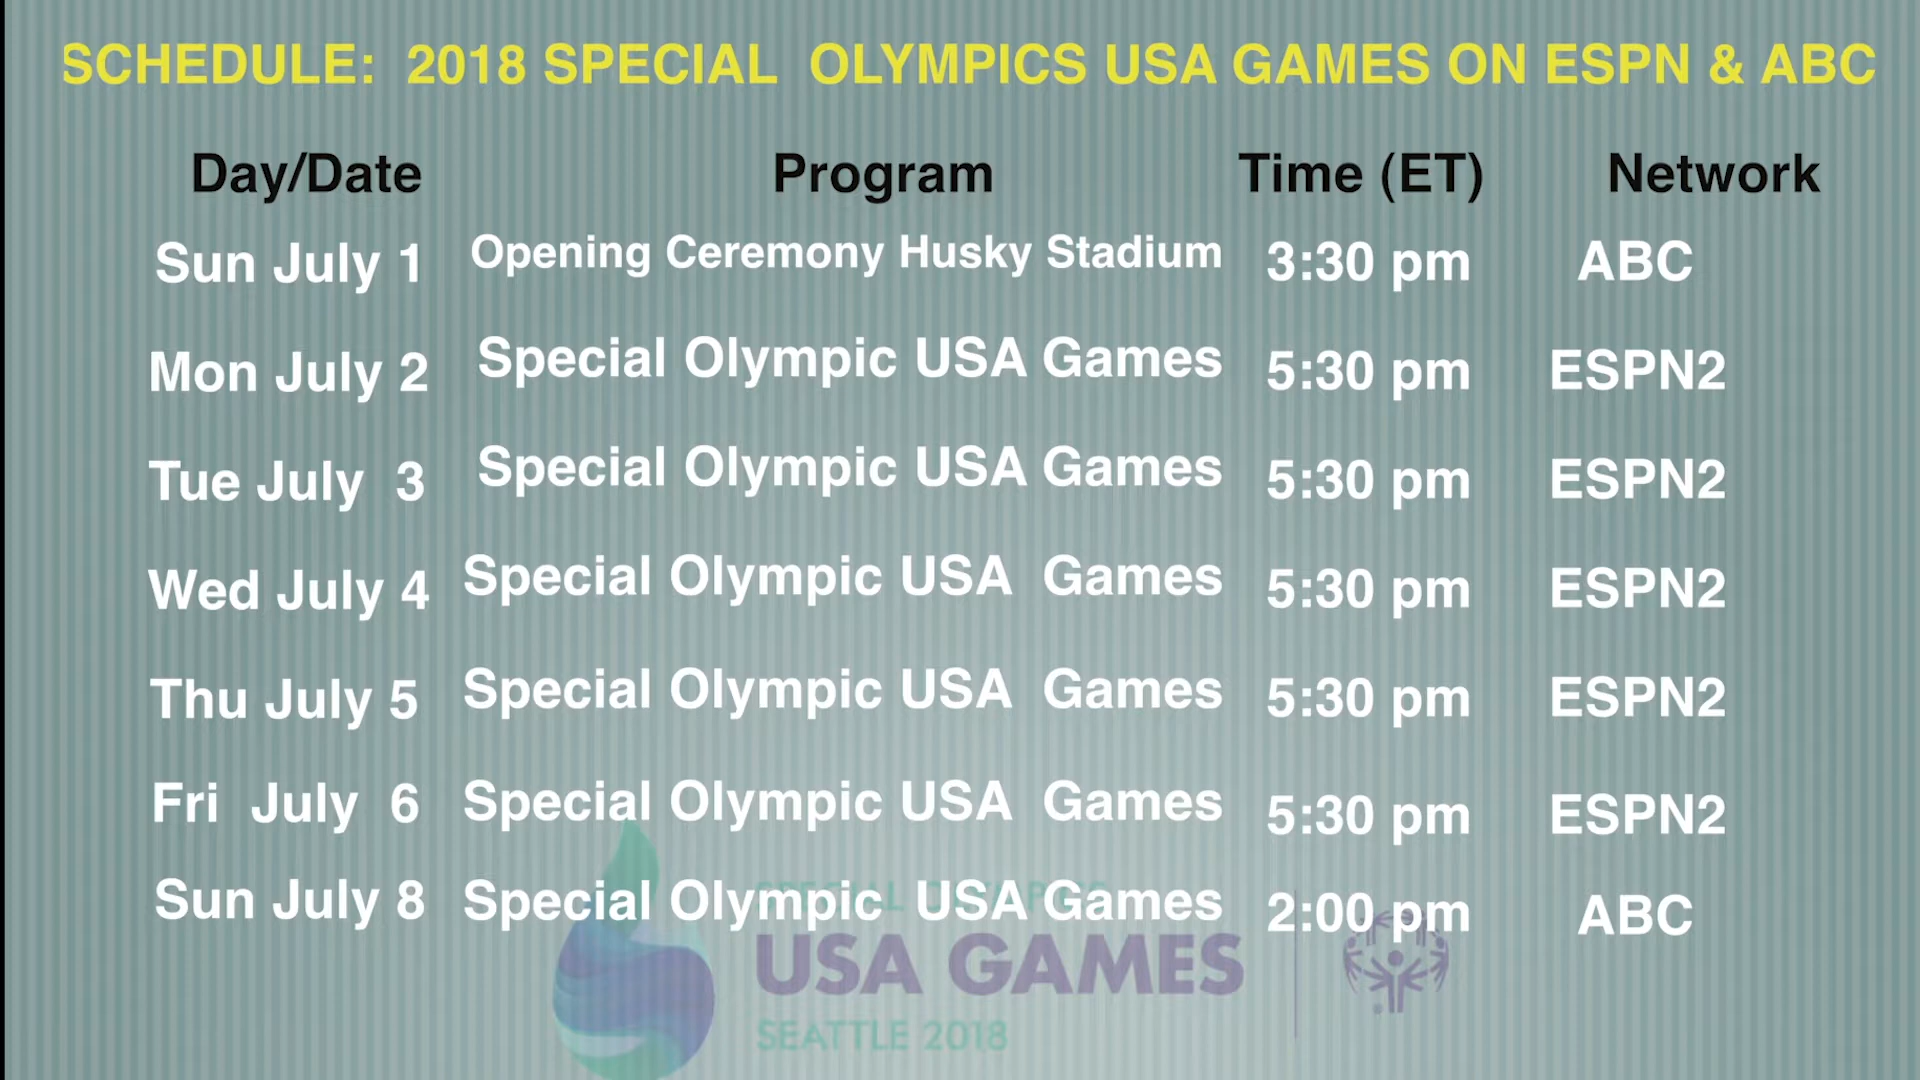 SCHEDULE: 2018 SPECIAL OLYMPICS USA GAMES ON ESPN & ABC
Day/Date Program Time (ET) Network
Sun July 1 Opening Ceremony Husky Stadium 3:30 pm ABC
Mon July 2 Special Olympic USA Games 5:30 pm ESPN2
Tue July 3 Special Olympic USA Games 5:30 pm ESPN2
Wed July 4 Special Olympic USA Games 5:30 pm ESPN2
Thu July 5 Special Olympic USA Games 5:30 pm ESPN2
Fri July 6 Special Olympic USA Games 5:30 pm ESPN2
Sun July 8 Special Olympic USA Games 2:00 pm ABC
SPECIAL OLYMPICS
USA GAMES
SEATTLE 2018